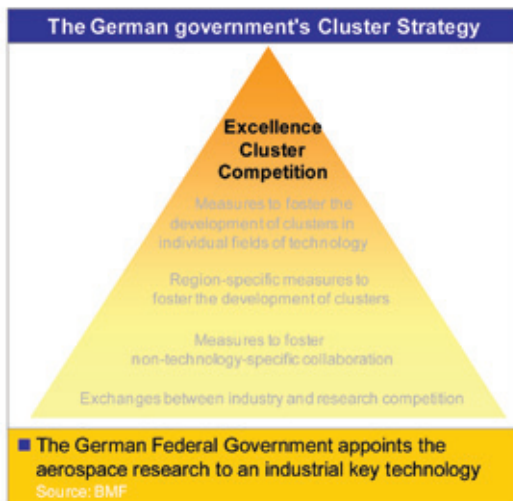 The German government's Cluster Strategy
Excellence
Cluster
Competition
Measures to foster the
development of clusters in
individual fields of technology
Region-specific measures to
foster the development of clusters
Measures to foster
non-technology-specific collaboration
Exchanges between industry and research competition
■ The German Federal Government appoints the
aerospace research to an industrial key technology
Source: BMF